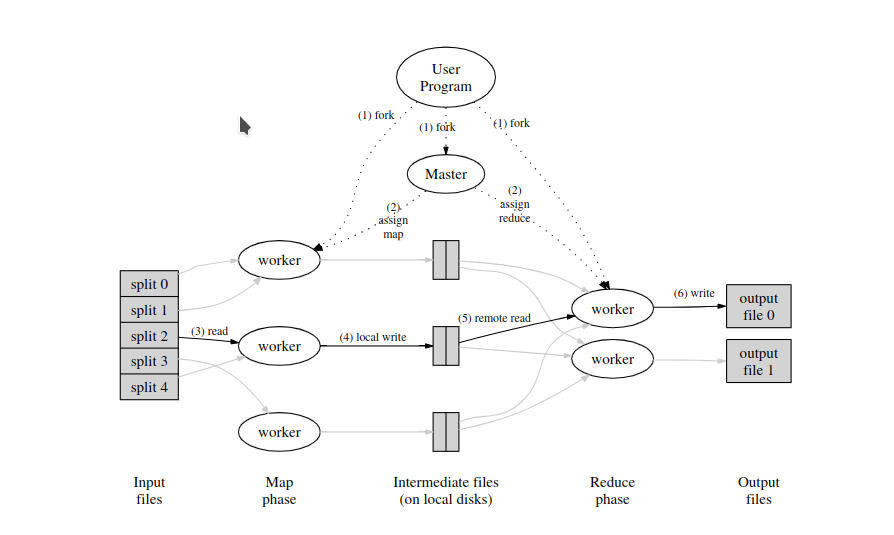 User
Program
(1) fork
(1) fork
(1) fork
Master
(2)
assign
map
(2)
assign
reduce
split 0
split 1
split 2
split 3
split 4
(3) read
worker
worker
worker
(4) local write
(5) remote read
worker
worker
(6) write
output
file 0
output
file 1
Input
files
Map
phase
Intermediate files
(on local disks)
Reduce
phase
Output
files